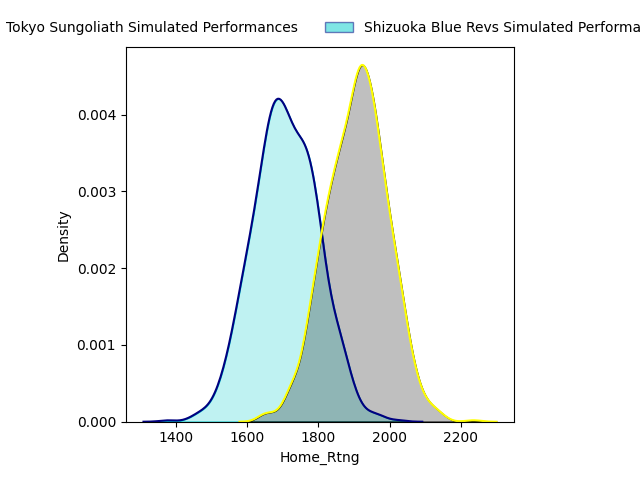 Tokyo Sungoliath Simulated Performances Shizuoka Blue Revs Simulated Performa
0.004
0.003
0.002
0.001
0.000
Density
1400 1600 1800 2000 2200
Home_Rtng